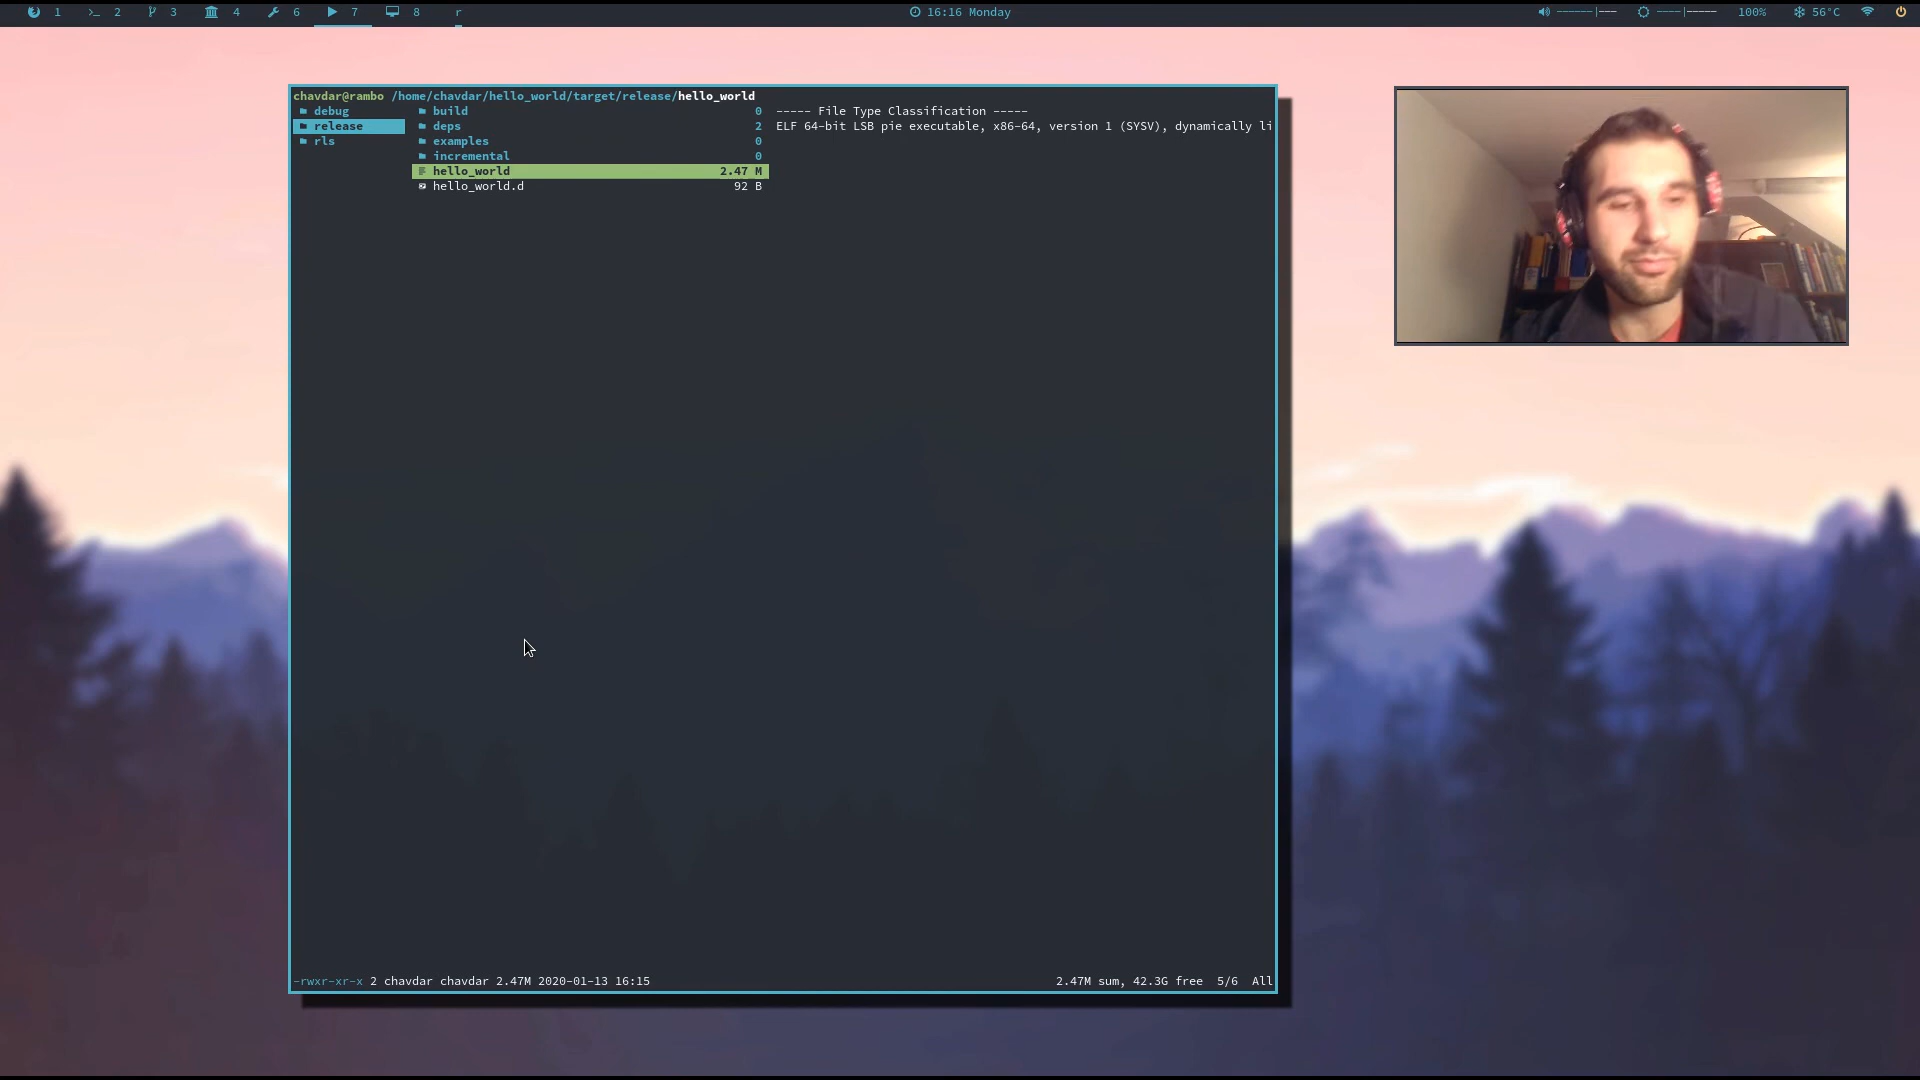 1 2 3 4 6 7 8 r 16:16 Monday 100% 56°C
chavdar@rambo /home/chavdar/hello_world/target/release/hello_world
debug build 0 ----- File Type Classification -----
release deps 2 ELF 64-bit LSB pie executable, x86-64, version 1 (SYSV), dynamically li
rls examples 0
incremental 0
hello_world 2.47 M
hello_world.d 92 B
-rwxr-xr-x 2 chavdar chavdar 2.47M 2020-01-13 16:15 2.47M sum, 42.3G free 5/6 All